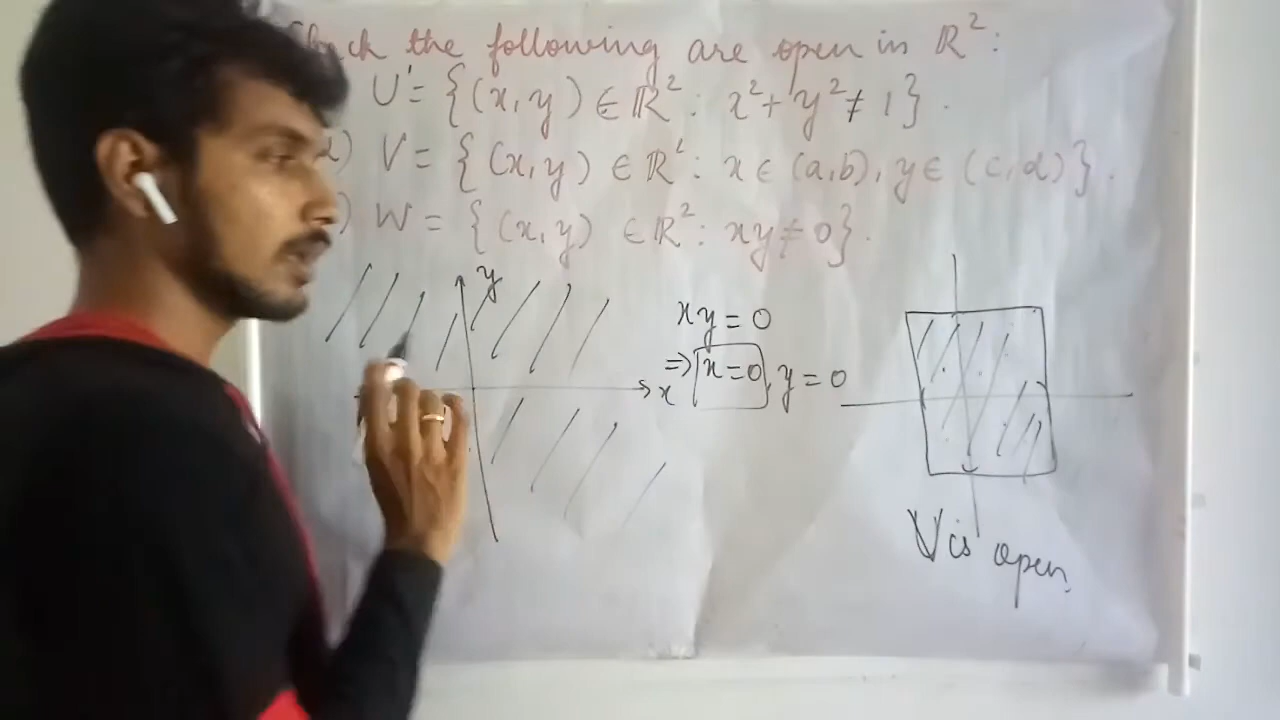 the following are open in ℝ²:
U' = {(x, y) ∈ ℝ² : x² + y² ≠ 1}.
) V = {(x, y) ∈ ℝ² : x ∈ (a, b), y ∈ (c, d)}.
) W = {(x, y) ∈ ℝ² : xy ≠ 0}.
y
x
xy = 0
⇒ x = 0, y = 0
V is open